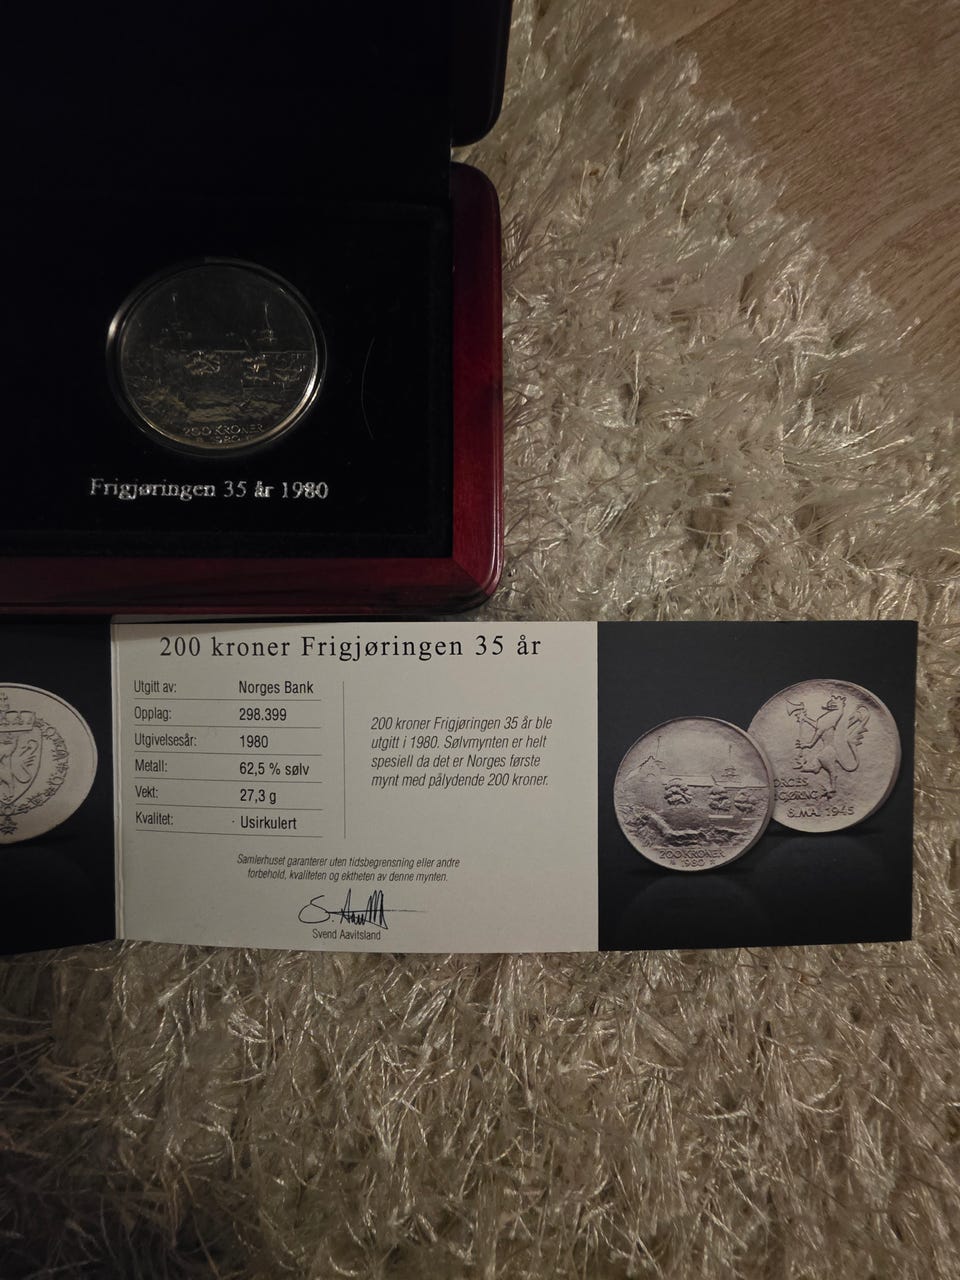 200 KRONER
1980
Frigjøringen 35 år 1980
200 kroner Frigjøringen 35 år
Utgitt av: Norges Bank
Opplag: 298.399
Utgivelsesår: 1980
Metall: 62,5 % sølv
Vekt: 27,3 g
Kvalitet: Usirkulert
200 kroner Frigjøringen 35 år ble
utgitt i 1980. Sølvmynten er helt
spesiell da det er Norges første
mynt med pålydende 200 kroner.
Samlerhuset garanterer uten tidsbegrensning eller andre
forbehold, kvaliteten og ektheten av denne mynten.
Svend Aavitsland
200 KRONER
1980
8. MAI 1945